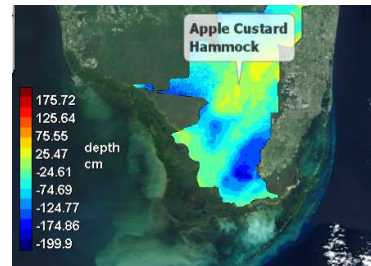 Apple Custard
Hammock
175.72
125.64
75.55
25.47
-24.61
-74.69
-124.77
-174.86
-199.9
depth
cm